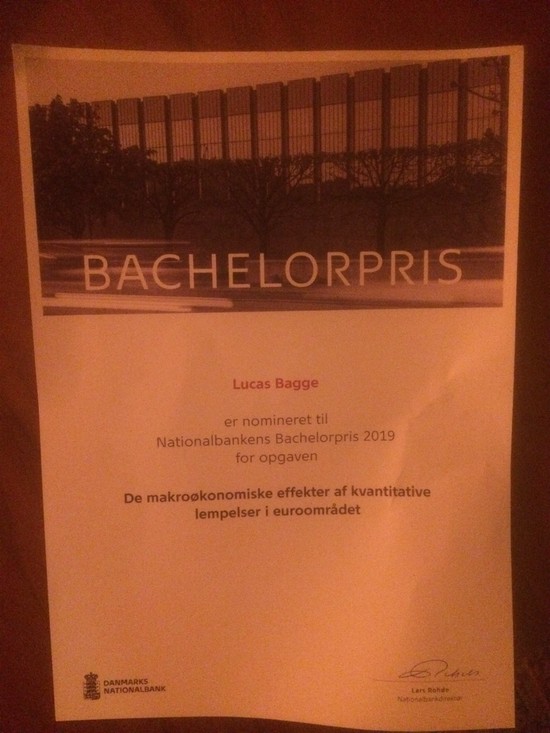 BACHELORPRIS
Lucas Bagge
er nomineret til
Nationalbankens Bachelorpris 2019
for opgaven
De makroøkonomiske effekter af kvantitative
lempelser i euroområdet
DANMARKS
NATIONALBANK
Lars Rohde
Nationalbankdirektør